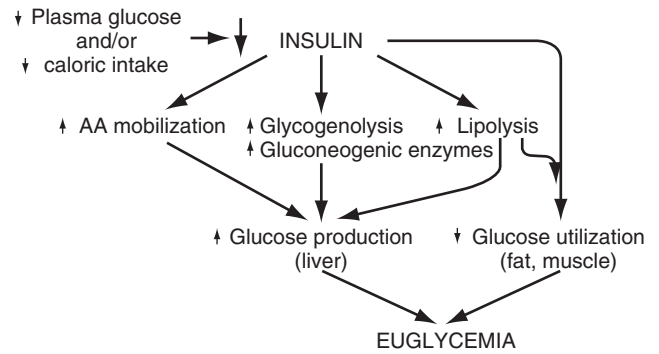 ↓ Plasma glucose
and/or
↓ caloric intake
↓ INSULIN
↑ AA mobilization
↑ Glycogenolysis
↑ Gluconeogenic enzymes
↑ Lipolysis
↑ Glucose production
(liver)
↓ Glucose utilization
(fat, muscle)
EUGLYCEMIA